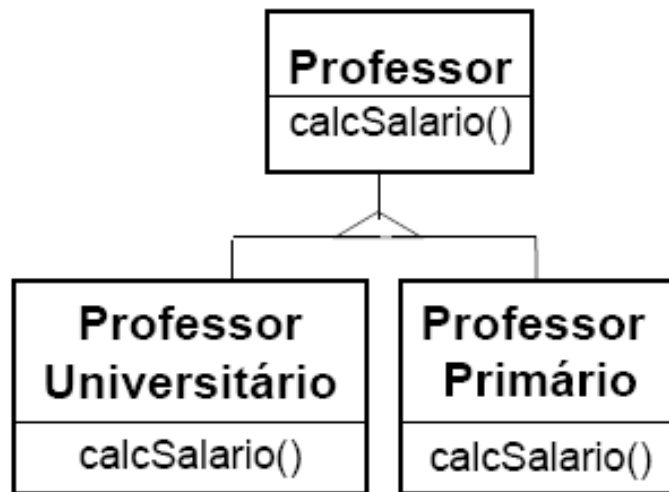 Professor
calcSalario()
Professor
Universitário
calcSalario()
Professor
Primário
calcSalario()